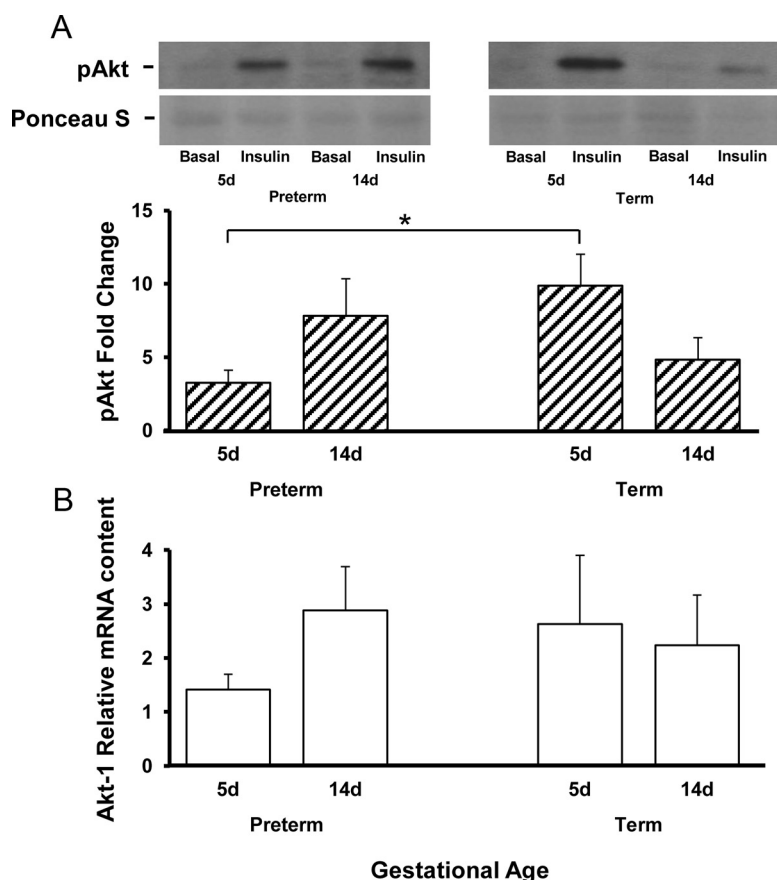 A
pAkt
Ponceau S
Basal Insulin Basal Insulin Basal Insulin Basal Insulin
5d 14d 5d 14d
Preterm Term
pAkt Fold Change
15
10
5
0
*
5d 14d 5d 14d
Preterm Term
B
Akt-1 Relative mRNA content
4
3
2
1
0
5d 14d 5d 14d
Preterm Term
Gestational Age